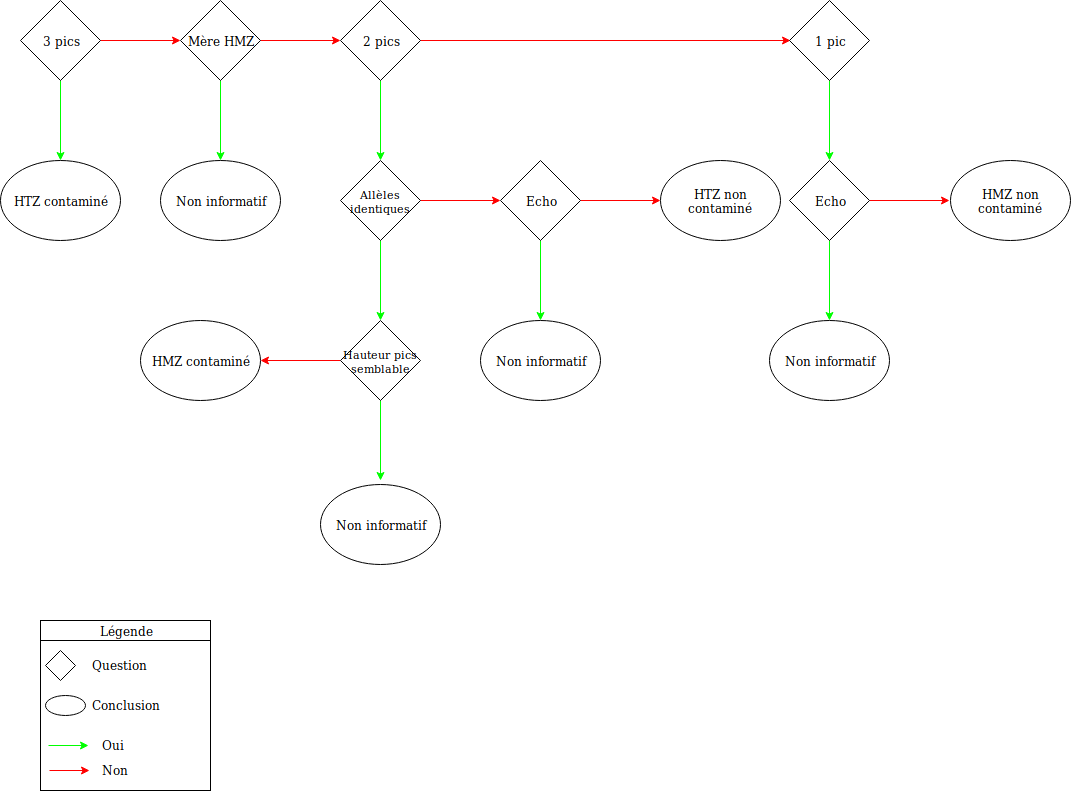 3 pics
Mère HMZ
2 pics
1 pic
HTZ contaminé
Non informatif
Allèles
identiques
Echo
HTZ non
contaminé
Echo
HMZ non
contaminé
HMZ contaminé
Hauteur pics
semblable
Non informatif
Non informatif
Non informatif
Légende
Question
Conclusion
Oui
Non